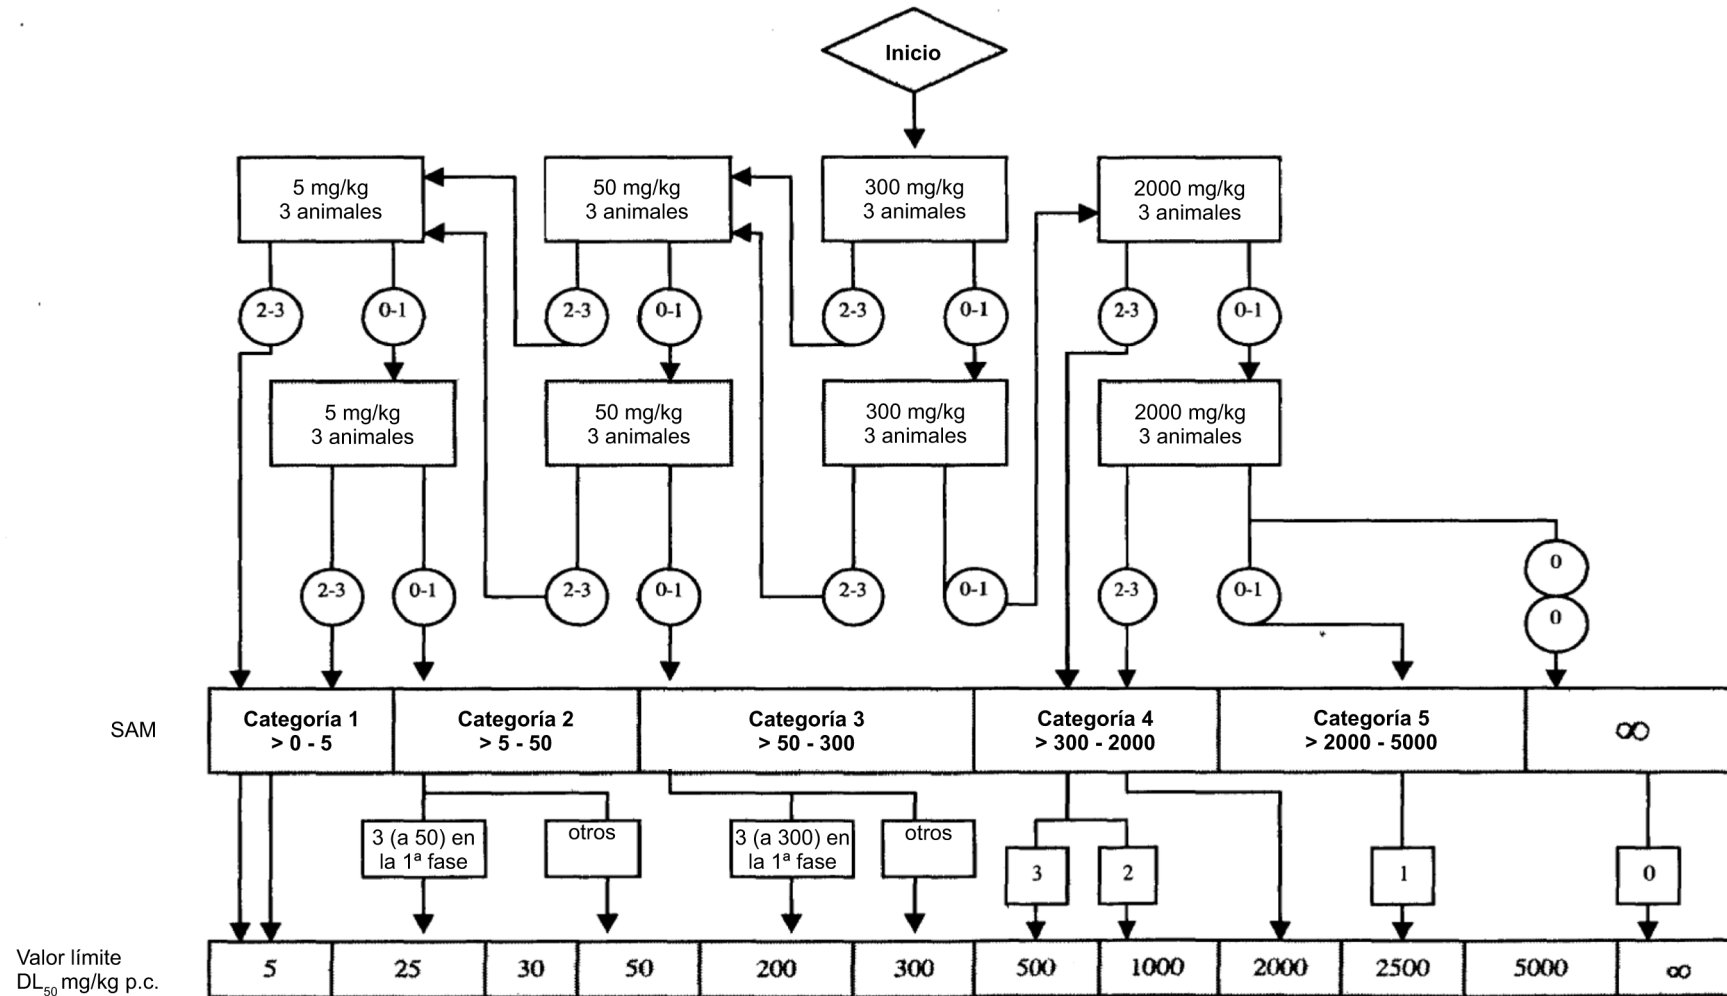 Inicio
5 mg/kg
3 animales
50 mg/kg
3 animales
300 mg/kg
3 animales
2000 mg/kg
3 animales
2-3
0-1
2-3
0-1
2-3
0-1
2-3
0-1
5 mg/kg
3 animales
50 mg/kg
3 animales
300 mg/kg
3 animales
2000 mg/kg
3 animales
2-3
0-1
2-3
0-1
2-3
0-1
2-3
0-1
0
0
SAM
Categoría 1
> 0 - 5
Categoría 2
> 5 - 50
Categoría 3
> 50 - 300
Categoría 4
> 300 - 2000
Categoría 5
> 2000 - 5000
∞
3 (a 50) en
la 1ª fase
otros
3 (a 300) en
la 1ª fase
otros
3
2
1
0
Valor límite
DL50 mg/kg p.c.
5
25
30
50
200
300
500
1000
2000
2500
5000
∞